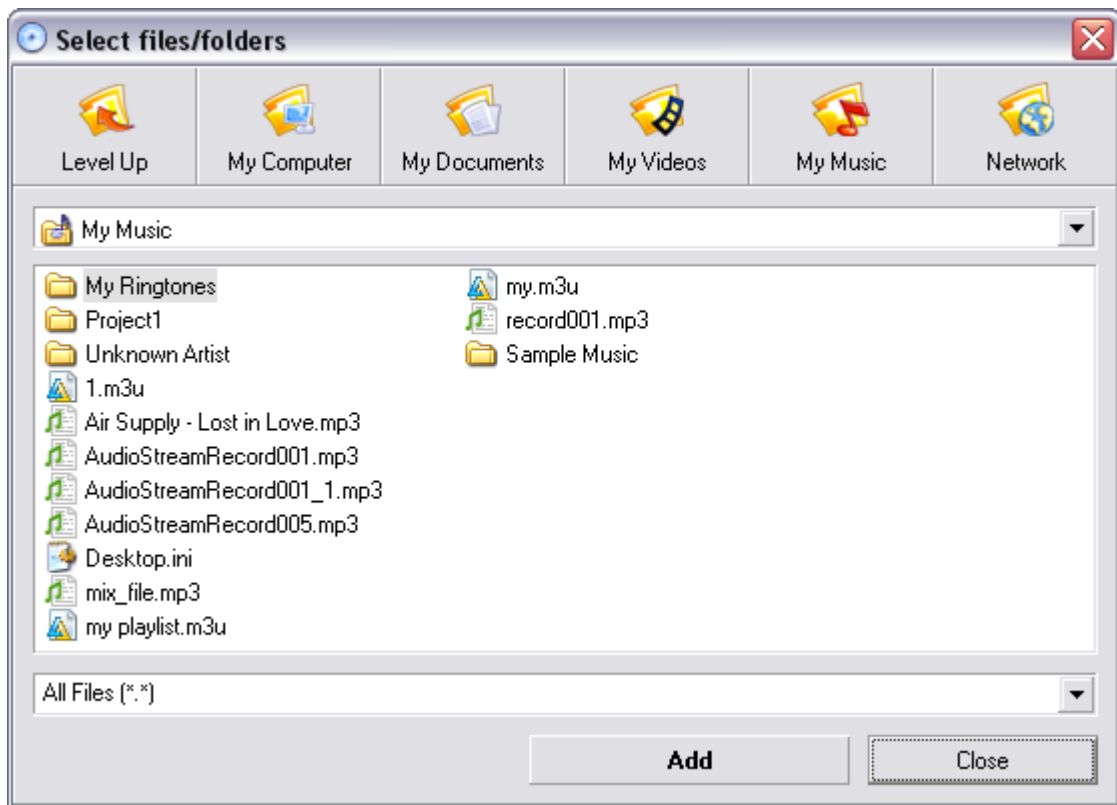 Select files/folders
Level Up
My Computer
My Documents
My Videos
My Music
Network
My Music
My Ringtones
Project1
Unknown Artist
1.m3u
Air Supply - Lost in Love.mp3
AudioStreamRecord001.mp3
AudioStreamRecord001_1.mp3
AudioStreamRecord005.mp3
Desktop.ini
mix_file.mp3
my playlist.m3u
my.m3u
record001.mp3
Sample Music
All Files (*.*)
Add
Close